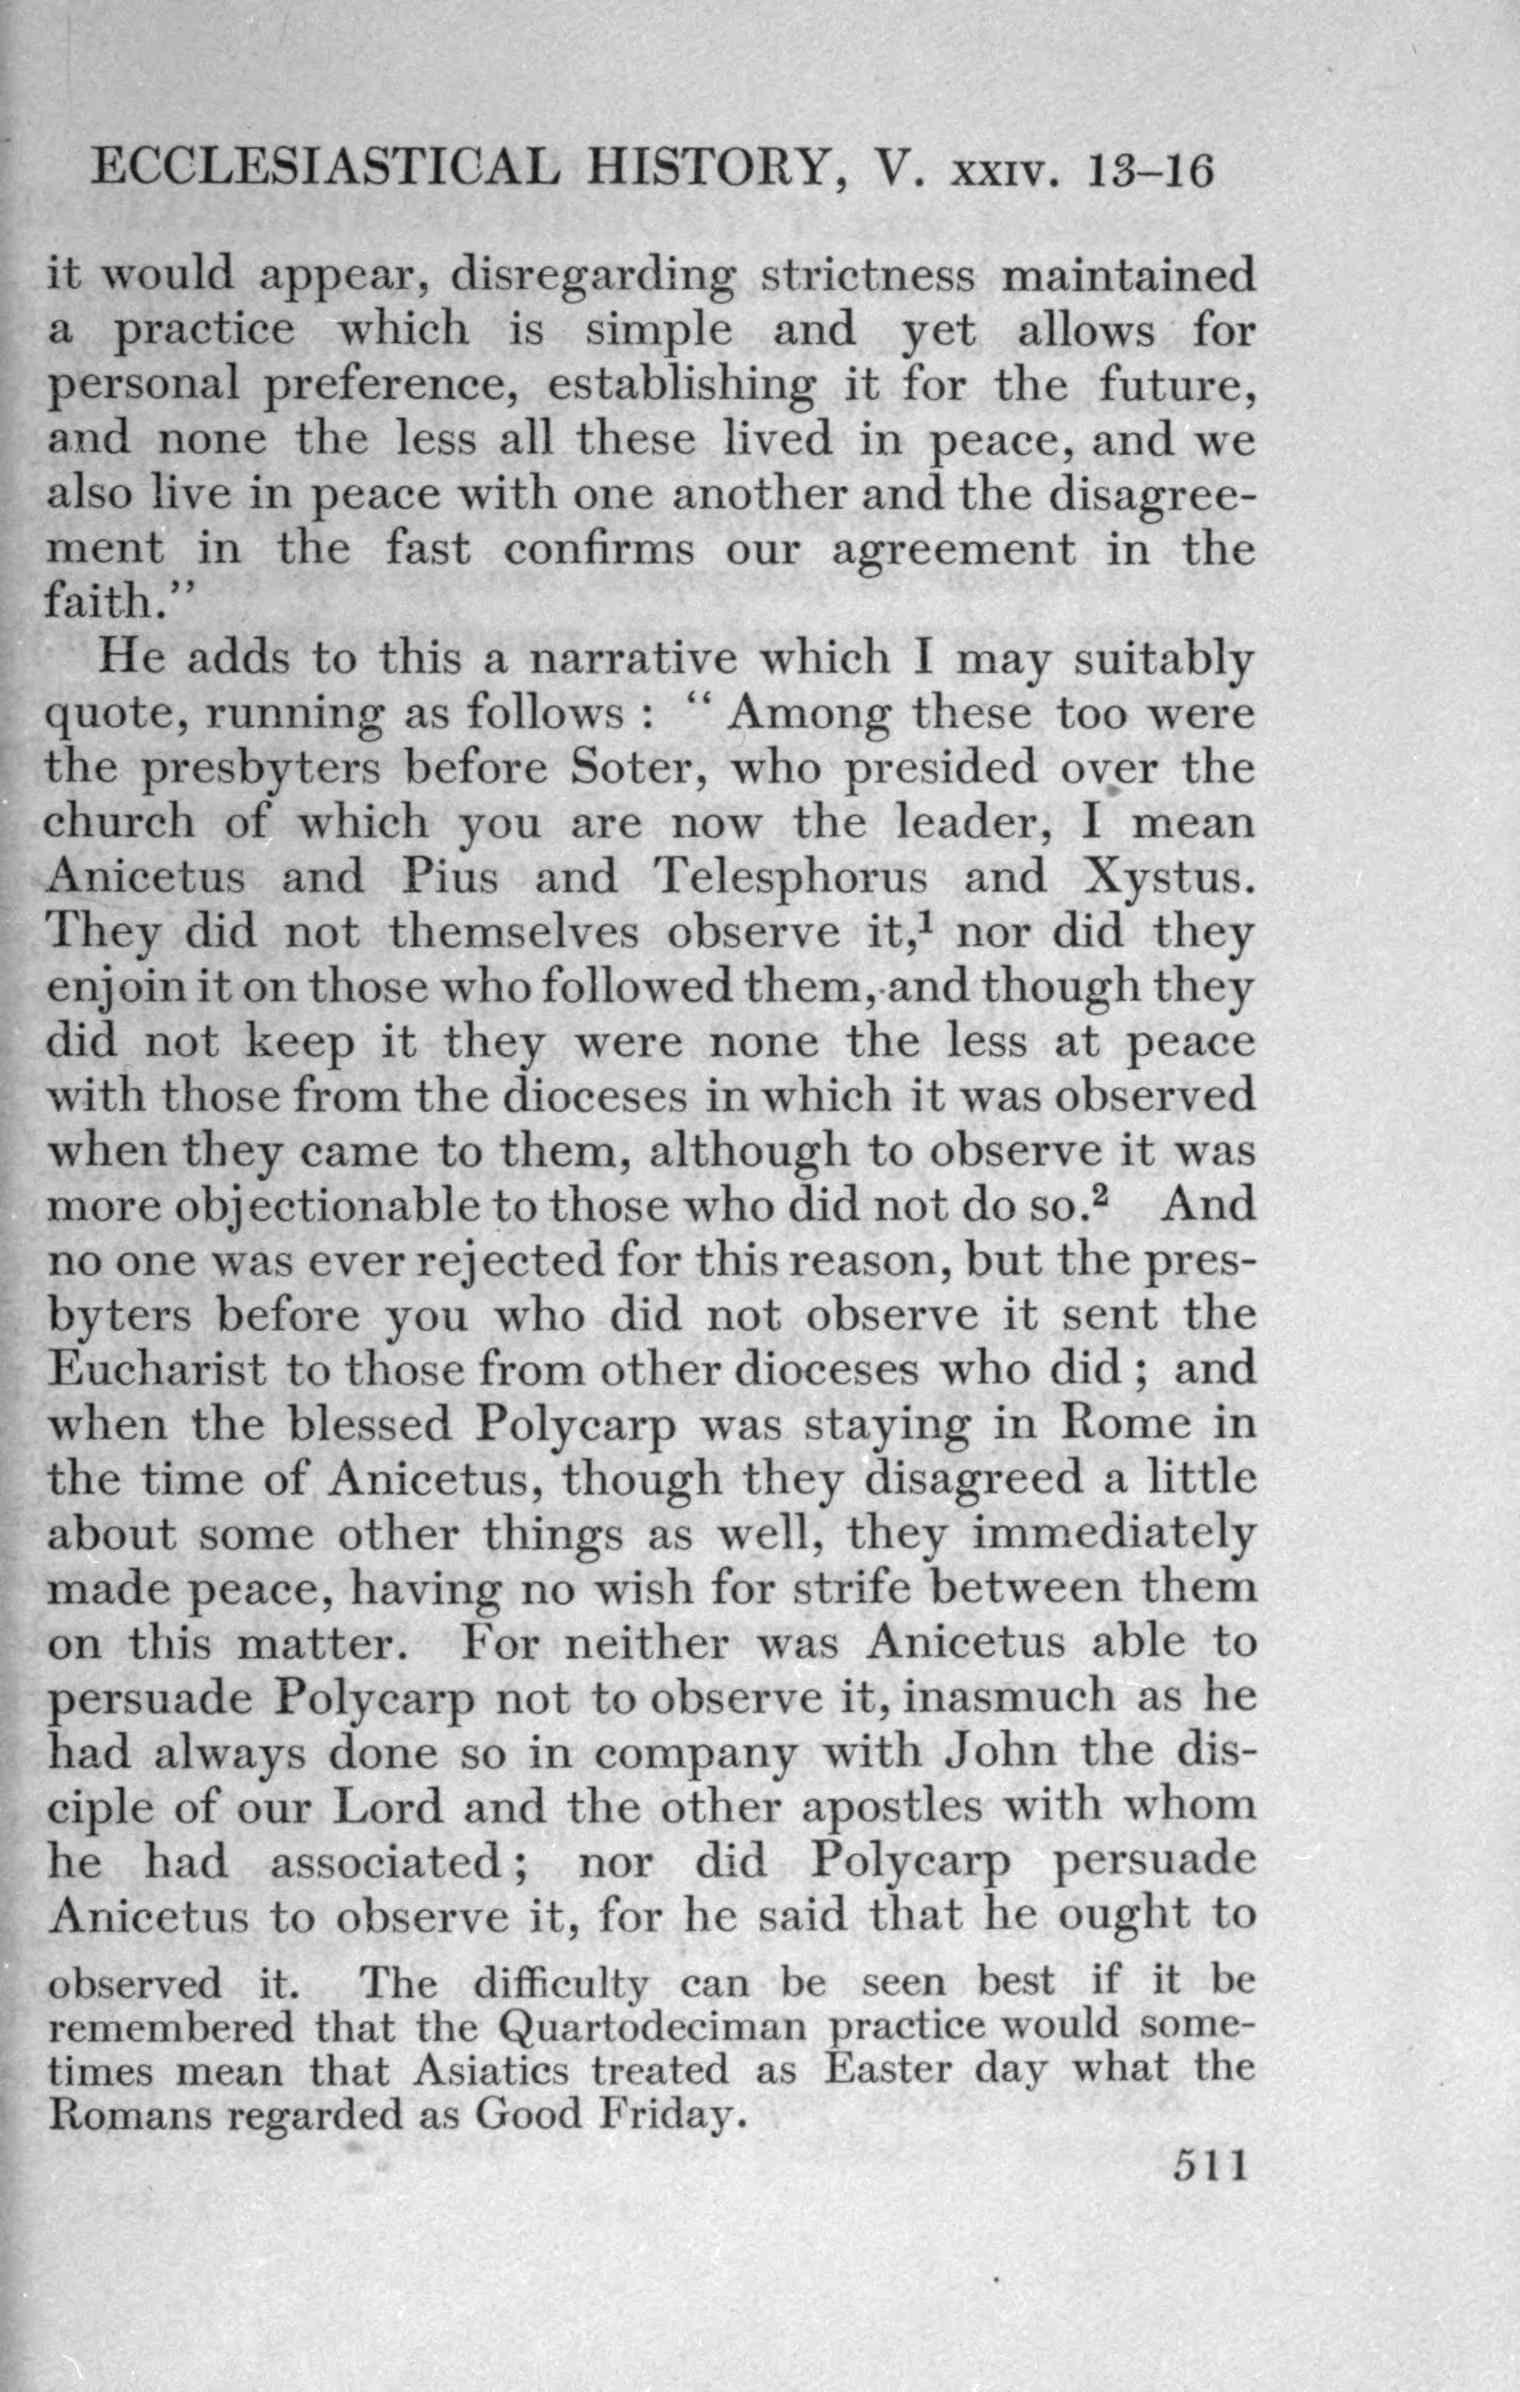 ECCLESIASTICAL HISTORY, V. xxiv. 13–16
it would appear, disregarding strictness maintained
a practice which is simple and yet allows for
personal preference, establishing it for the future,
and none the less all these lived in peace, and we
also live in peace with one another and the disagree-
ment in the fast confirms our agreement in the
faith.”
He adds to this a narrative which I may suitably
quote, running as follows : “ Among these too were
the presbyters before Soter, who presided over the
church of which you are now the leader, I mean
Anicetus and Pius and Telesphorus and Xystus.
They did not themselves observe it,¹ nor did they
enjoin it on those who followed them, and though they
did not keep it they were none the less at peace
with those from the dioceses in which it was observed
when they came to them, although to observe it was
more objectionable to those who did not do so.² And
no one was ever rejected for this reason, but the pres-
byters before you who did not observe it sent the
Eucharist to those from other dioceses who did ; and
when the blessed Polycarp was staying in Rome in
the time of Anicetus, though they disagreed a little
about some other things as well, they immediately
made peace, having no wish for strife between them
on this matter. For neither was Anicetus able to
persuade Polycarp not to observe it, inasmuch as he
had always done so in company with John the dis-
ciple of our Lord and the other apostles with whom
he had associated ; nor did Polycarp persuade
Anicetus to observe it, for he said that he ought to
observed it. The difficulty can be seen best if it be
remembered that the Quartodeciman practice would some-
times mean that Asiatics treated as Easter day what the
Romans regarded as Good Friday.
511